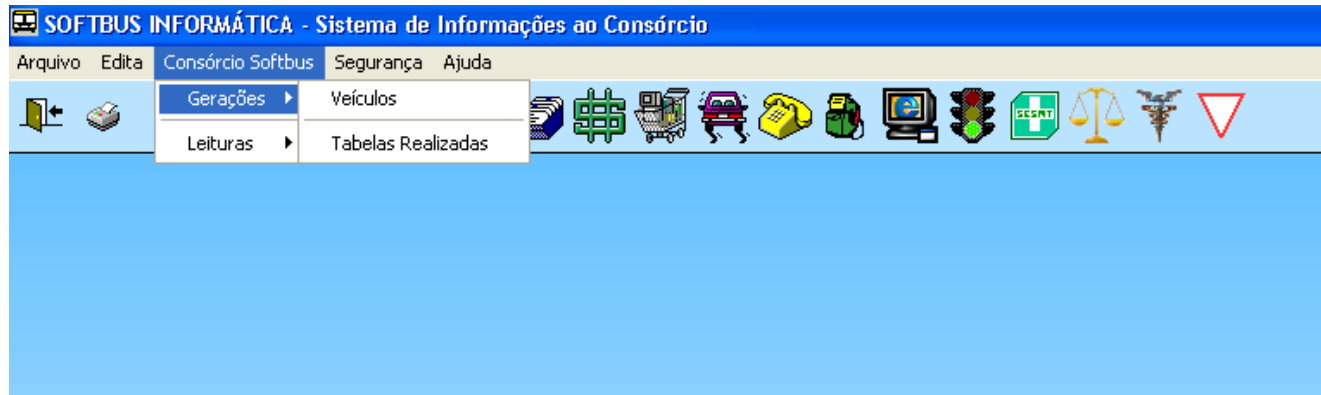 SOFTBUS INFORMÁTICA - Sistema de Informações ao Consórcio
Arquivo Edita Consórcio Softbus Segurança Ajuda
Gerações Veículos
Leituras Tabelas Realizadas
SESMT